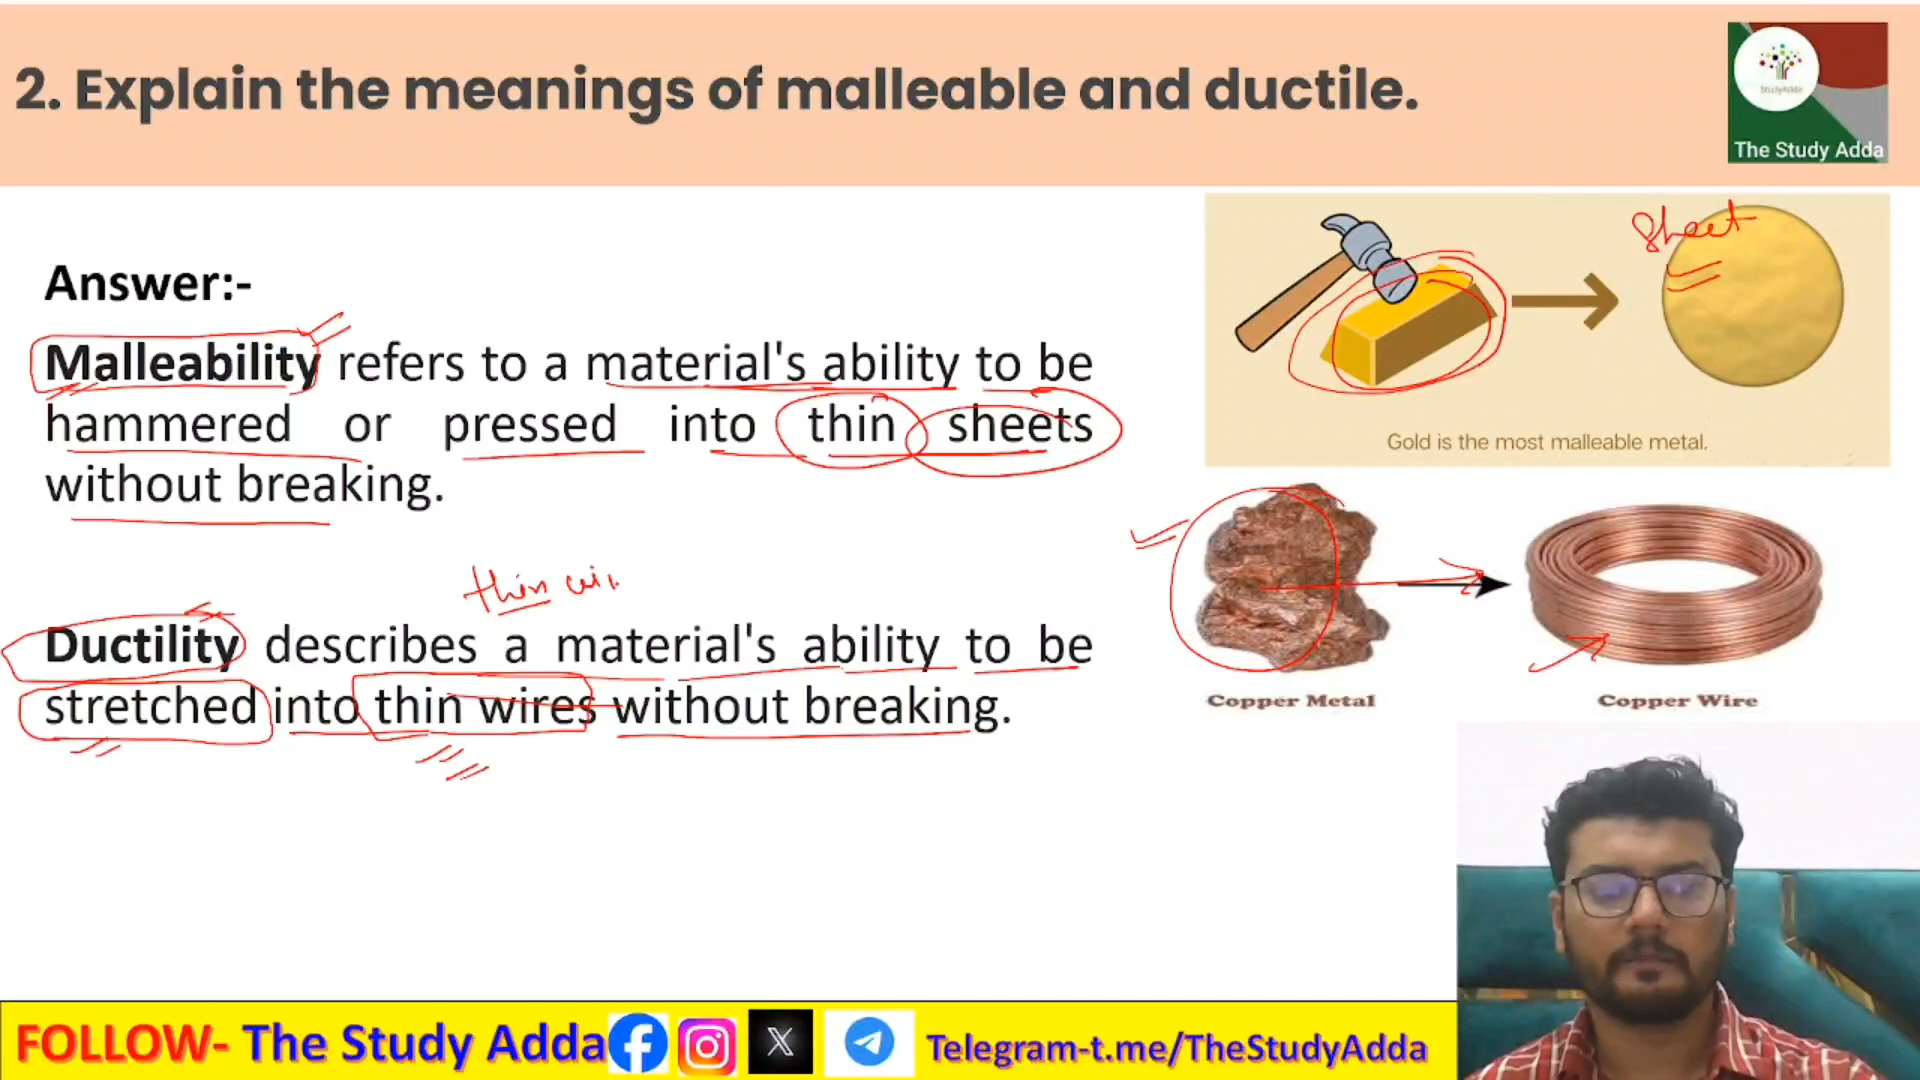 2. Explain the meanings of malleable and ductile.
StudyAdda
The Study Adda
Answer:-
Malleability refers to a material's ability to be
hammered or pressed into thin sheets
without breaking.
thin wi
Ductility describes a material's ability to be
stretched into thin wires without breaking.
Sheet
Gold is the most malleable metal.
Copper Metal
Copper Wire
FOLLOW- The Study Adda
Telegram-t.me/TheStudyAdda